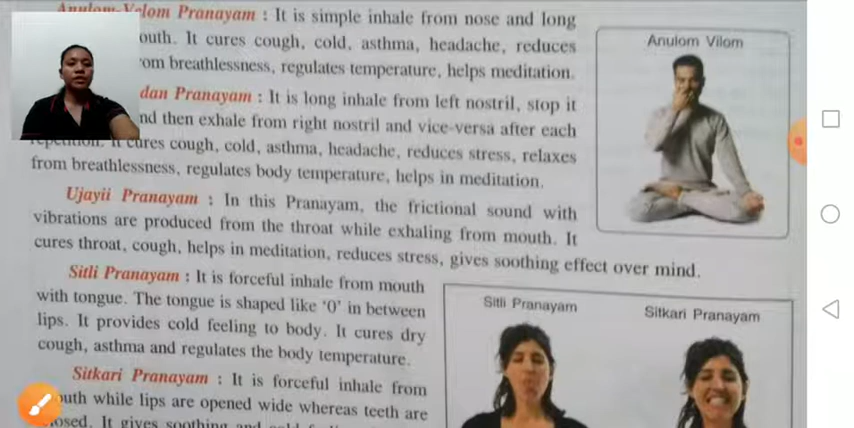 Anulom-Velom Pranayam : It is simple inhale from nose and long
outh. It cures cough, cold, asthma, headache, reduces
om breathlessness, regulates temperature, helps meditation.
dan Pranayam : It is long inhale from left nostril, stop it
nd then exhale from right nostril and vice-versa after each
repetition. It cures cough, cold, asthma, headache, reduces stress, relaxes
from breathlessness, regulates body temperature, helps in meditation.
Ujayii Pranayam : In this Pranayam, the frictional sound with
vibrations are produced from the throat while exhaling from mouth. It
cures throat, cough, helps in meditation, reduces stress, gives soothing effect over mind.
Sitli Pranayam : It is forceful inhale from mouth
with tongue. The tongue is shaped like ‘0’ in between
lips. It provides cold feeling to body. It cures dry
cough, asthma and regulates the body temperature.
Sitkari Pranayam : It is forceful inhale from
outh while lips are opened wide whereas teeth are
losed. It gives soothing and
Anulom Vilom
Sitli Pranayam
Sitkari Pranayam